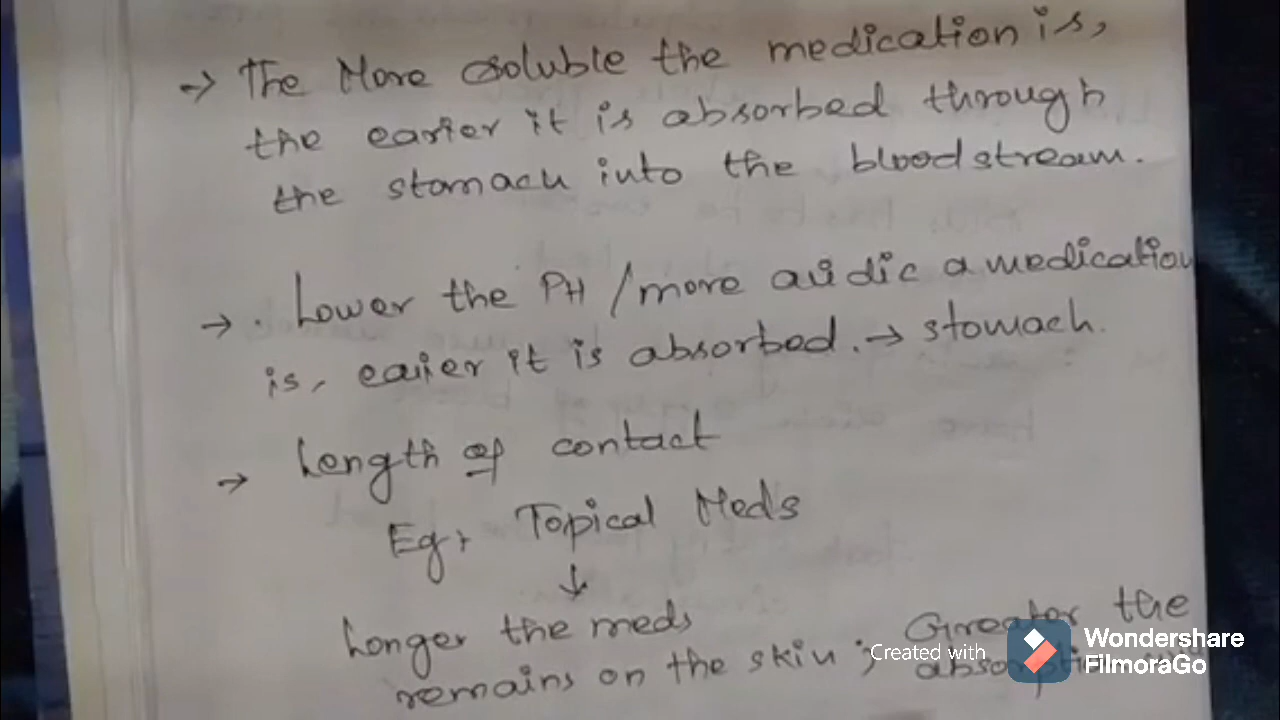 → The More soluble the medication is,
the easier it is absorbed through
the stomach into the bloodstream.
→ . Lower the PH / more acidic a medication
is, easier it is absorbed. → stomach.
→ Length of contact
Eg: Topical Meds
↓
Longer the meds
remains on the skin ; Greater the
Created with
Wondershare
FilmoraGo